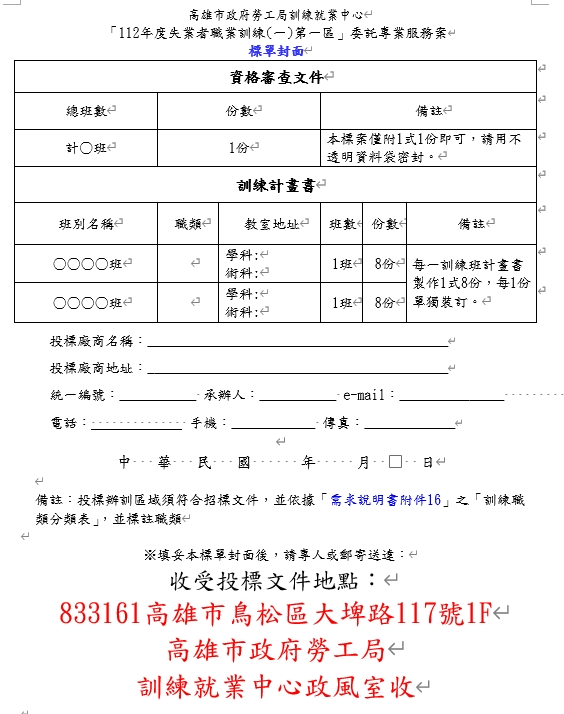 高雄市政府勞工局訓練就業中心
「112年度失業者職業訓練(一)第一區」委託專業服務案
標單封面
資格審查文件
總班數 份數 備註
計○班 1份 本標案僅附1式1份即可，請用不
透明資料袋密封。
訓練計畫書
班別名稱 職類 教室地址 班數 份數 備註
○○○○班 學科: 術科: 1班 8份 每一訓練班計畫書
製作1式8份，每1份
單獨裝訂。
○○○○班 學科: 術科: 1班 8份
投標廠商名稱：
投標廠商地址：
統一編號： 承辦人： e-mail：
電話： 手機： 傳真：
中 華 民 國 年 月 □ 日
備註：投標辦訓區域須符合招標文件，並依據「需求說明書附件16」之「訓練職
類分類表」，並標註職類
※填妥本標單封面後，請專人或郵寄送達：
收受投標文件地點：
833161高雄市鳥松區大埤路117號1F
高雄市政府勞工局
訓練就業中心政風室收